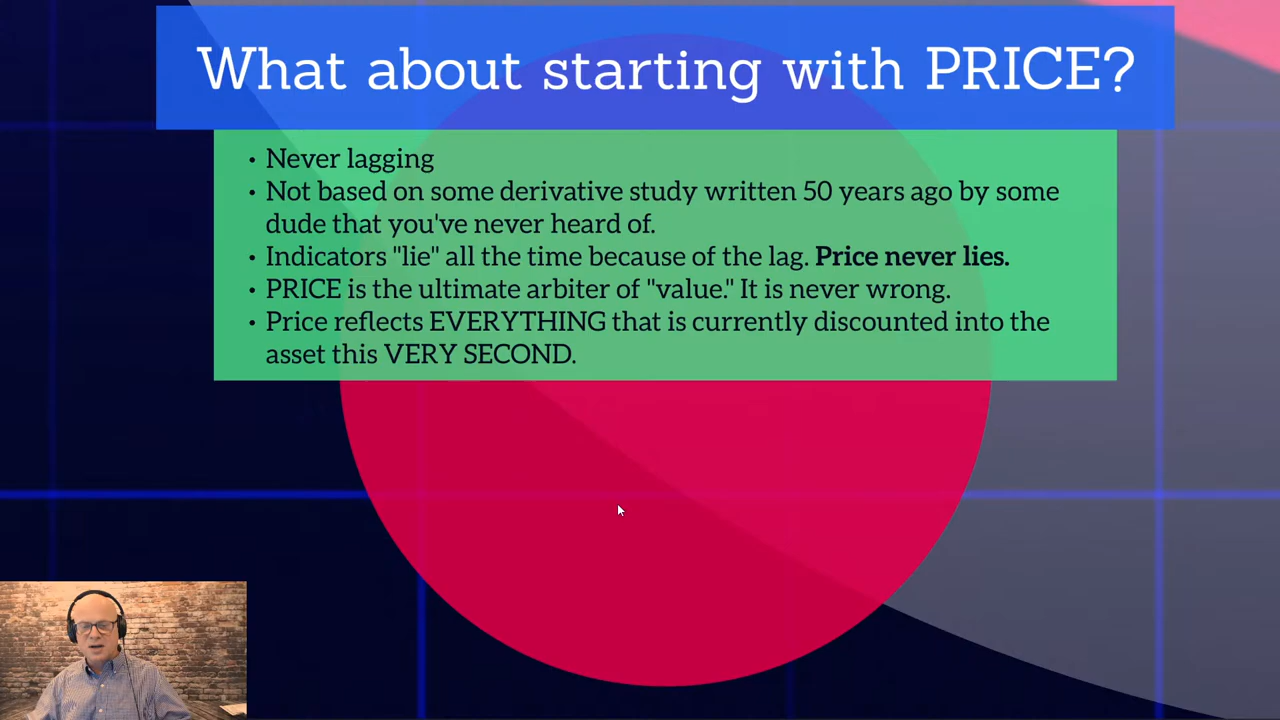 What about starting with PRICE?
• Never lagging
• Not based on some derivative study written 50 years ago by some
dude that you've never heard of.
• Indicators "lie" all the time because of the lag. Price never lies.
• PRICE is the ultimate arbiter of "value." It is never wrong.
• Price reflects EVERYTHING that is currently discounted into the
asset this VERY SECOND.